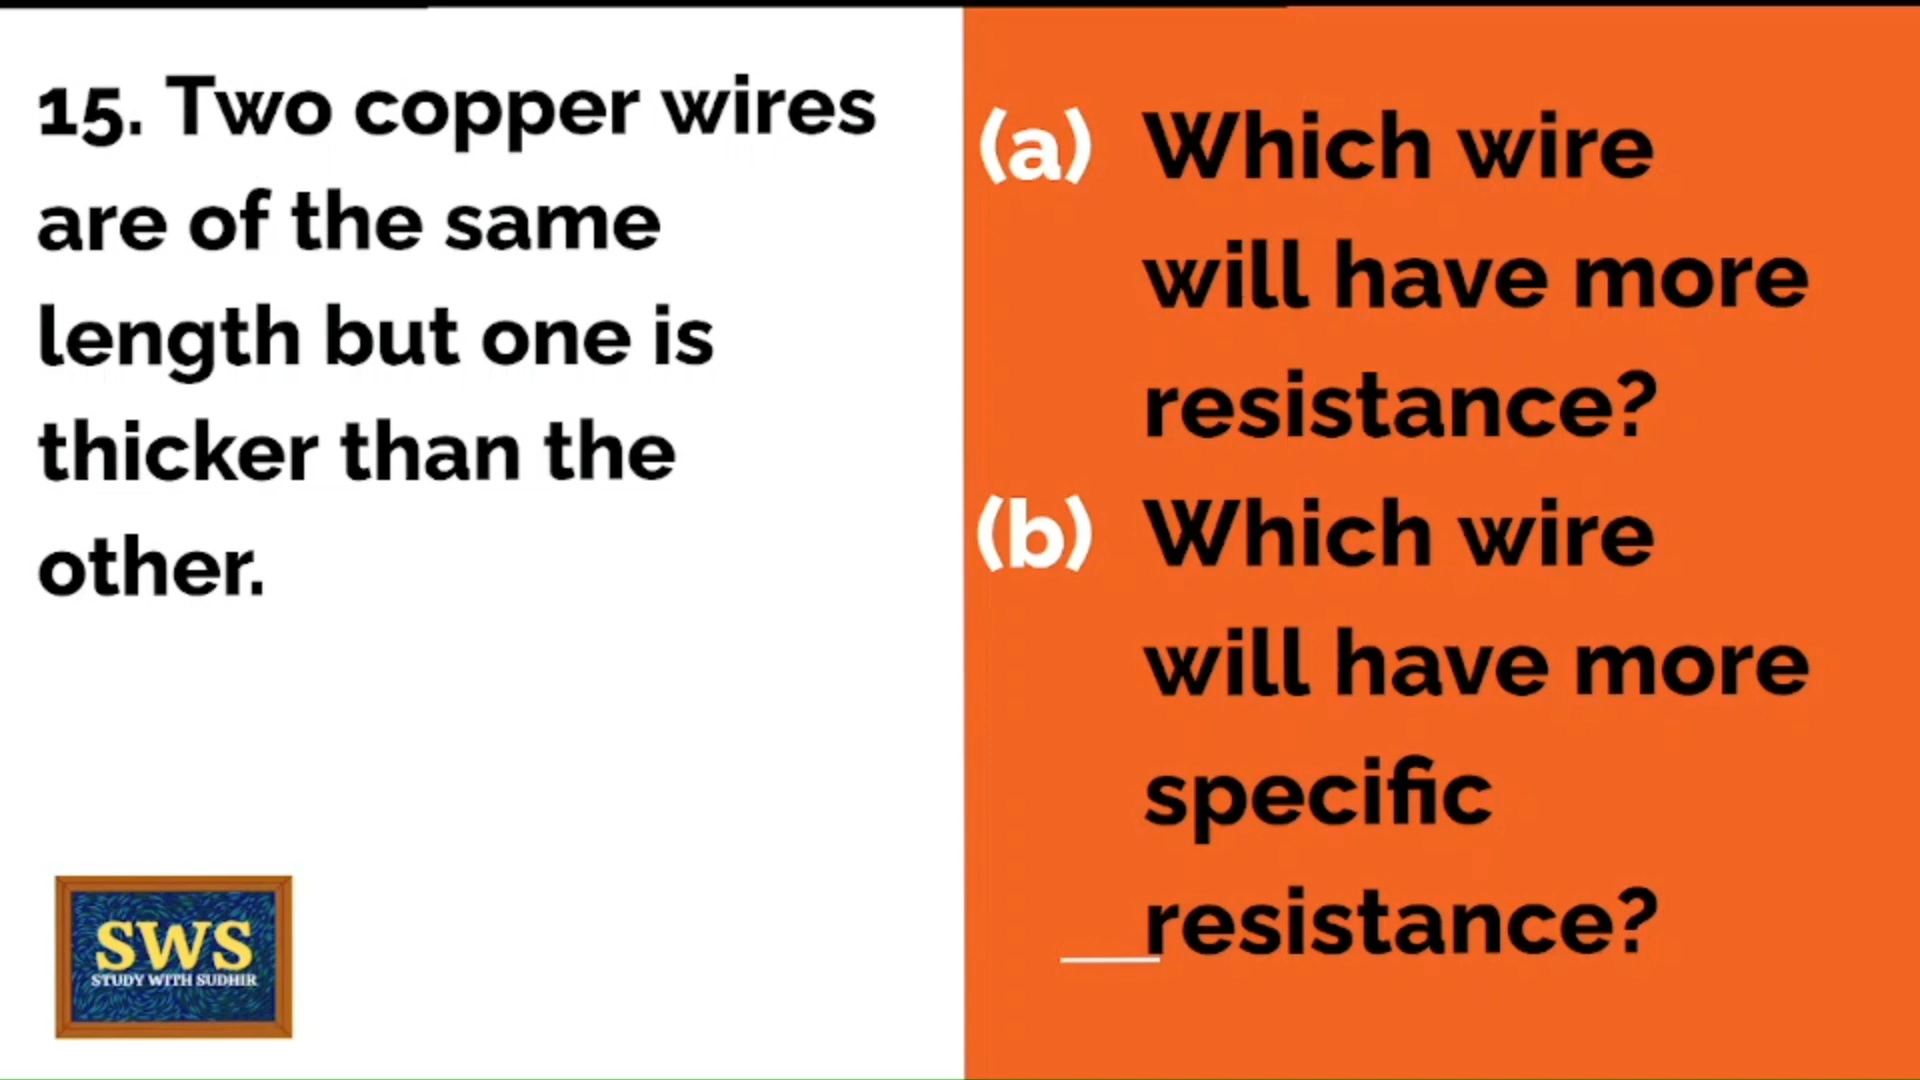 15. Two copper wires
are of the same
length but one is
thicker than the
other.
(a) Which wire
will have more
resistance?
(b) Which wire
will have more
specific
resistance?
SWS
STUDY WITH SUDHIR